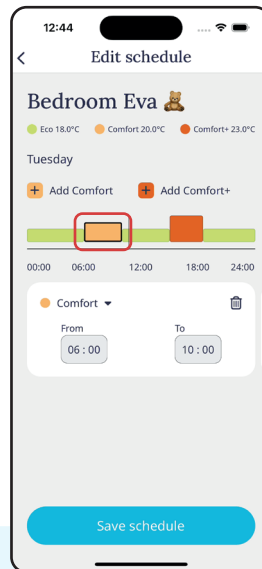 12:44
Edit schedule
Bedroom Eva 🧸
Eco 18.0°C Comfort 20.0°C Comfort+ 23.0°C
Tuesday
+ Add Comfort + Add Comfort+
00:00 06:00 12:00 18:00 24:00
Comfort
From To
06 : 00 10 : 00
Save schedule